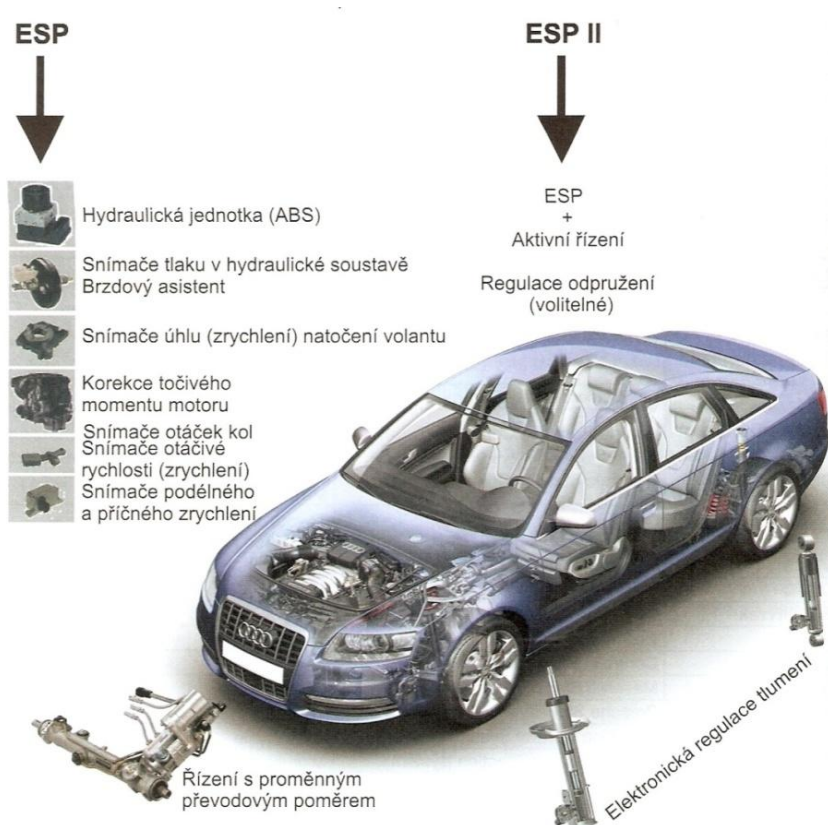 ESP
ESP II
Hydraulická jednotka (ABS)
Snímače tlaku v hydraulické soustavě
Brzdový asistent
Snímače úhlu (zrychlení) natočení volantu
Korekce točivého
momentu motoru
Snímače otáček kol
Snímače otáčivé
rychlosti (zrychlení)
Snímače podélného
a příčného zrychlení
ESP
+
Aktivní řízení
Regulace odpružení
(volitelné)
Řízení s proměnným
převodovým poměrem
Elektronická regulace tlumení